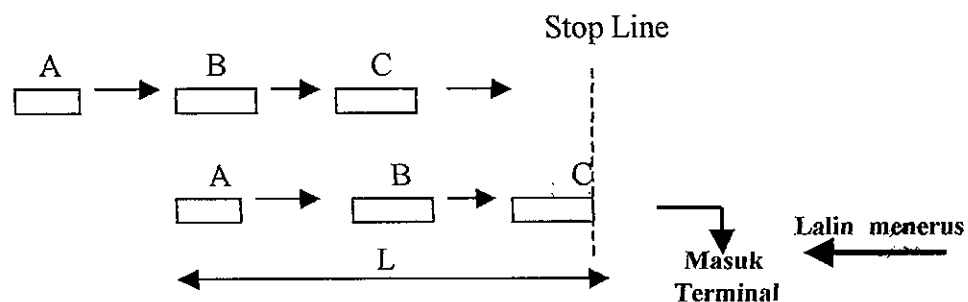 Stop Line
A B C
A B C
L
Lalin menerus
Masuk
Terminal